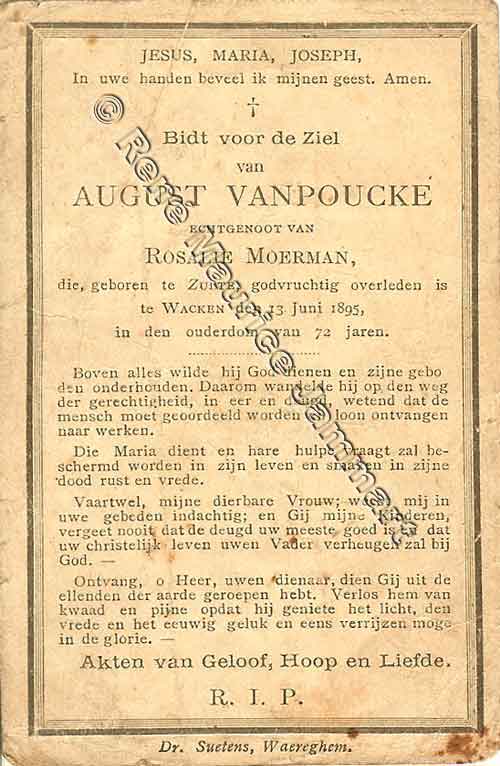 JESUS, MARIA, JOSEPH,
In uwe handen beveel ik mijnen geest. Amen.
†
Bidt voor de Ziel
van
AUGUST VANPOUCKE
ECHTGENOOT VAN
ROSALIE MOERMAN,
die, geboren te ZULTE, godvruchtig overleden is
te WACKEN den 13 Juni 1895,
in den ouderdom van 72 jaren.
Boven alles wilde hij God dienen en zijne gebo
den onderhouden. Daarom wandelde hij op den weg
der gerechtigheid, in eer en deugd, wetend dat de
mensch moet geoordeeld worden en loon ontvangen
naar werken.
Die Maria dient en hare hulpe vraagt zal be-
schermd worden in zijn leven en smaken in zijne
dood rust en vrede.
Vaartwel, mijne dierbare Vrouw; weest mij in
uwe gebeden indachtig; en Gij mijne Kinderen,
vergeet nooit dat de deugd uw meeste goed is en dat
uw christelijk leven uwen Vader verheugen zal bij
God. —
Ontvang, o Heer, uwen dienaar, dien Gij uit de
ellenden der aarde geroepen hebt. Verlos hem van
kwaad en pijne opdat hij geniete het licht, den
vrede en het eeuwig geluk en eens verrijzen moge
in de glorie. —
Akten van Geloof, Hoop en Liefde.
R. I. P.
Dr. Suetens, Waereghem.
© Rene Maurice Jammart